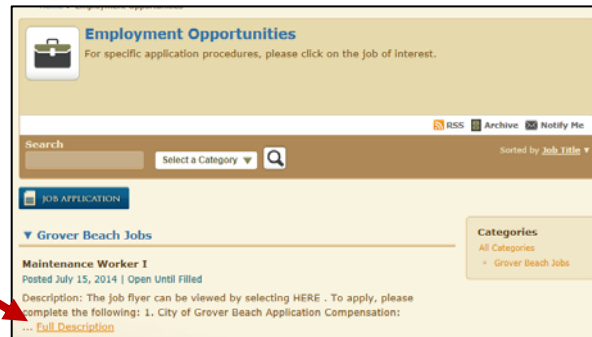 Employment Opportunities
For specific application procedures, please click on the job of interest.
RSS Archive Notify Me
Search
Select a Category
Sorted by Job Title
JOB APPLICATION
Grover Beach Jobs
Categories
All Categories
Grover Beach Jobs
Maintenance Worker I
Posted July 15, 2014 | Open Until Filled
Description: The job flyer can be viewed by selecting HERE . To apply, please
complete the following: 1. City of Grover Beach Application Compensation:
... Full Description